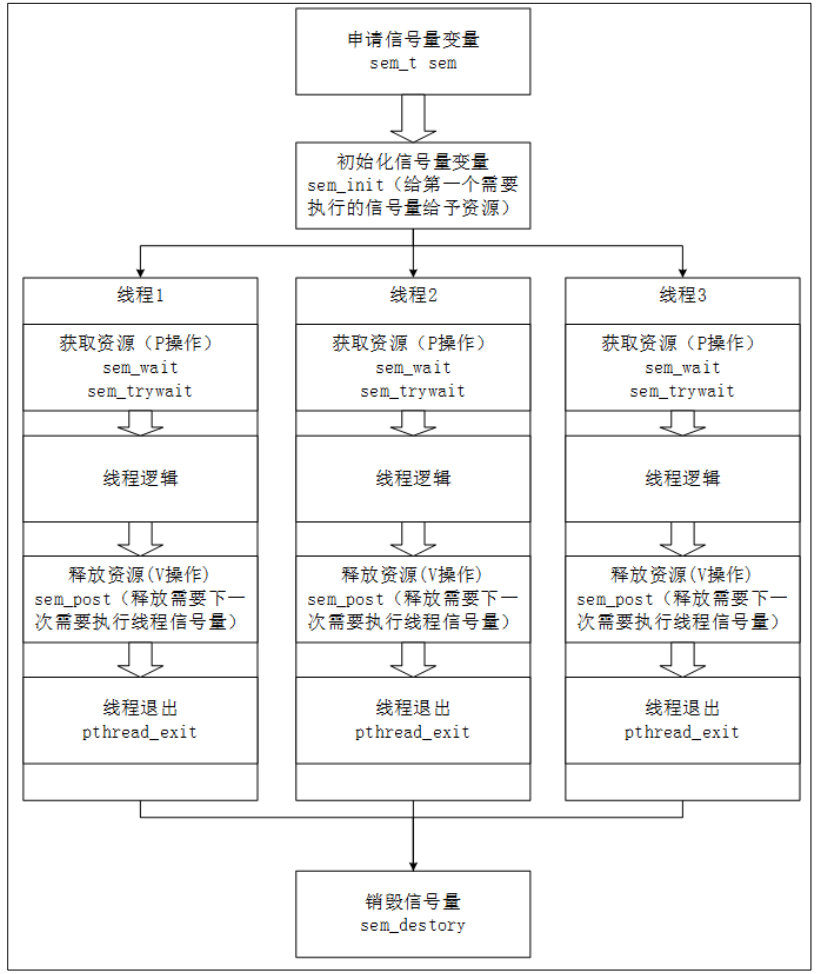 申请信号量变量
sem_t sem
初始化信号量变量
sem_init（给第一个需要
执行的信号量给予资源）
线程1
获取资源（P操作）
sem_wait
sem_trywait
线程逻辑
释放资源(V操作)
sem_post（释放需要下一
次需要执行线程信号量）
线程退出
pthread_exit
线程2
获取资源（P操作）
sem_wait
sem_trywait
线程逻辑
释放资源(V操作)
sem_post（释放需要下一
次需要执行线程信号量）
线程退出
pthread_exit
线程3
获取资源（P操作）
sem_wait
sem_trywait
线程逻辑
释放资源(V操作)
sem_post（释放需要下一
次需要执行线程信号量）
线程退出
pthread_exit
销毁信号量
sem_destory